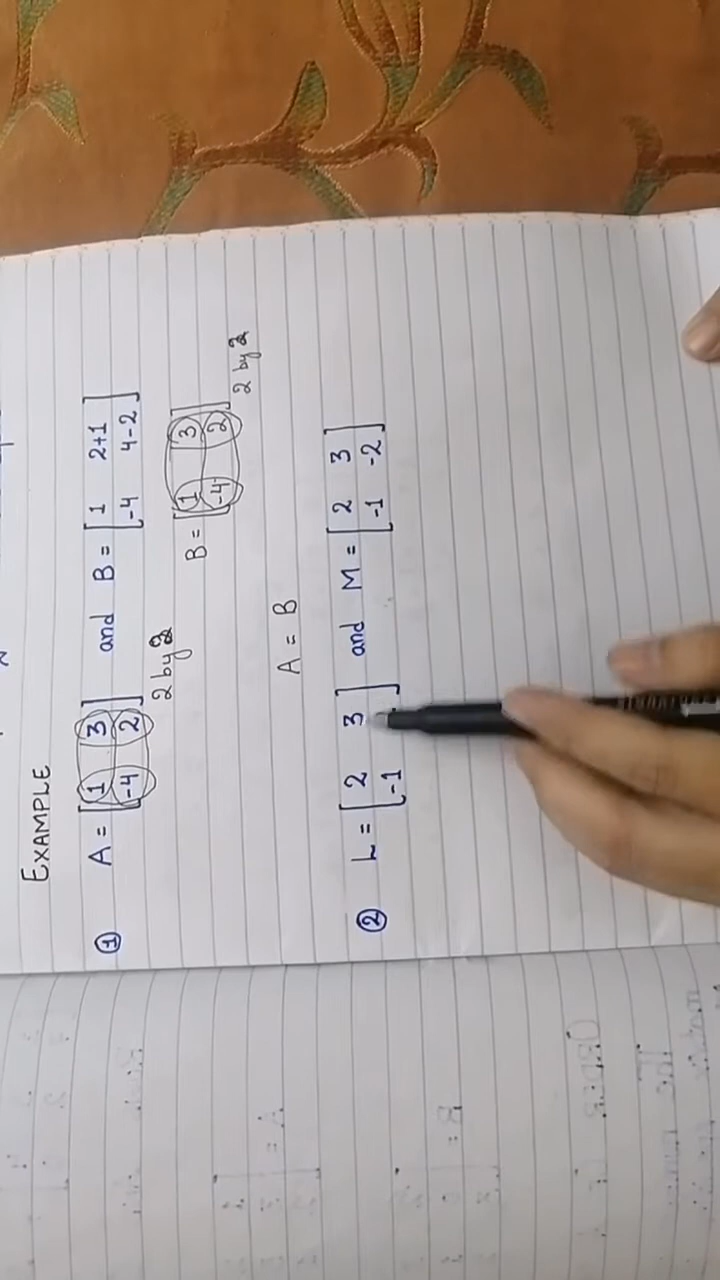 EXAMPLE
① A = [ 1 3 and B = [ 1 2+1
-4 2 ] -4 4-2 ]
2 by 2
B = [ 1 3
-4 2 ]
2 by 2
A = B
② L = [ 2 3 and M = [ 2 3
-1 ] -1 -2 ]